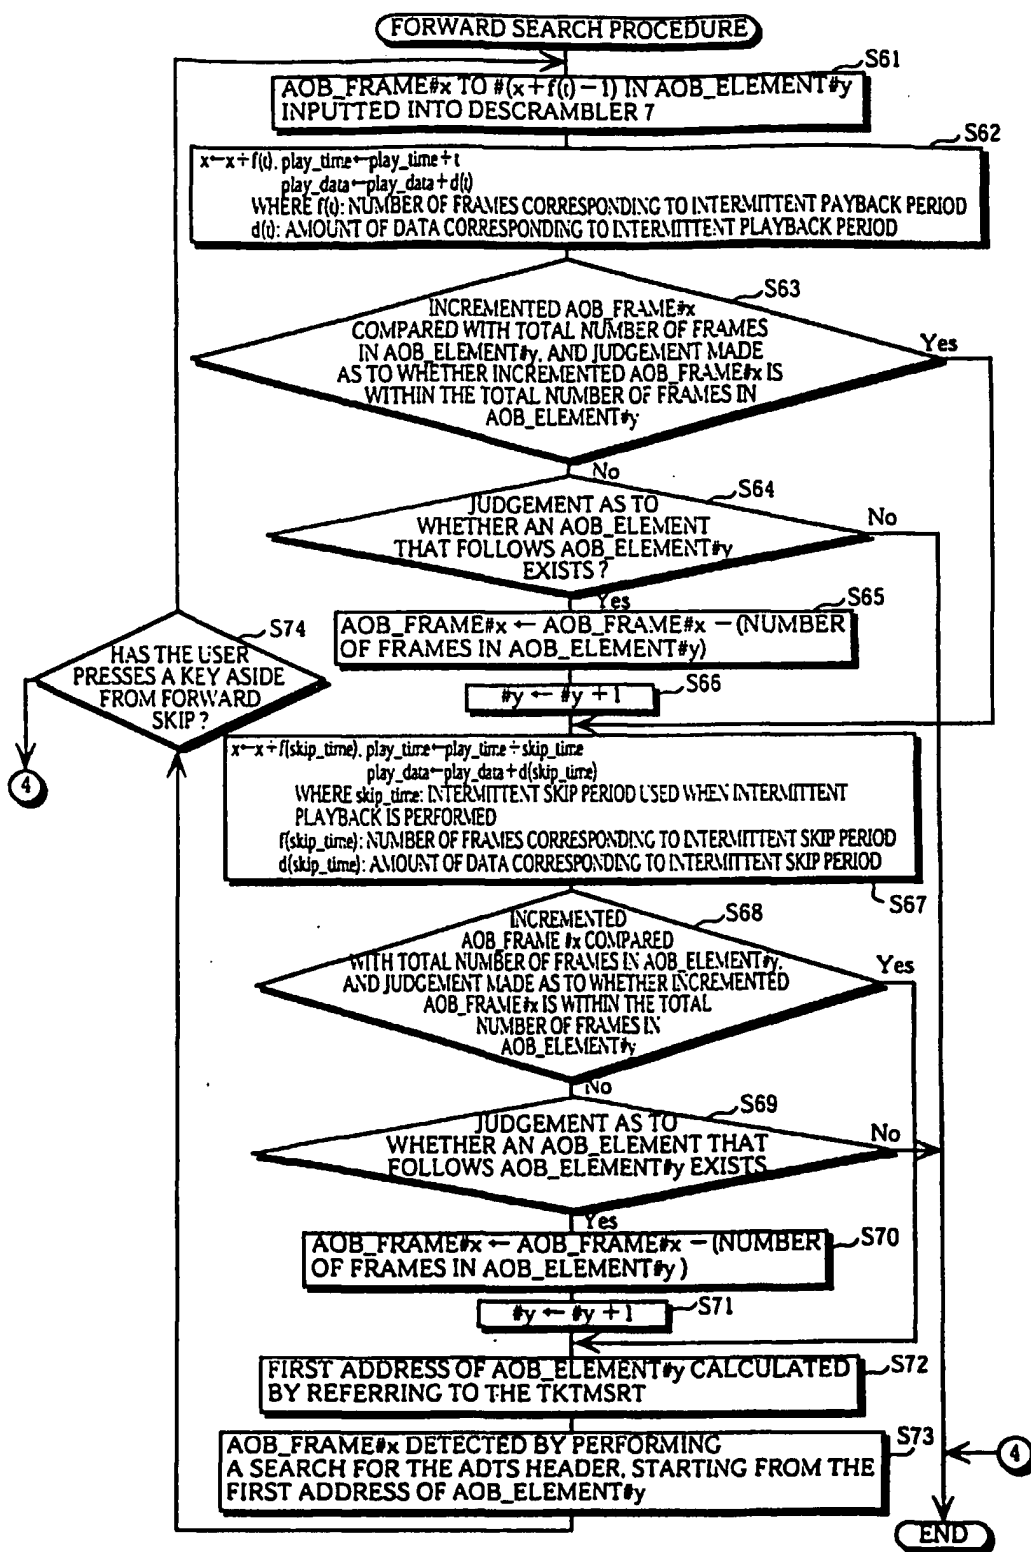 FORWARD SEARCH PROCEDURE
S61
AOB_FRAME#x TO #(x+f(t)−1) IN AOB_ELEMENT#y
INPUTTED INTO DESCRAMBLER 7
S62
x←x+f(t), play_time←play_time+t
play_data←play_data+d(t)
WHERE f(t): NUMBER OF FRAMES CORRESPONDING TO INTERMITTENT PAYBACK PERIOD
d(t): AMOUNT OF DATA CORRESPONDING TO INTERMITTENT PLAYBACK PERIOD
S63
INCREMENTED AOB_FRAME#x
COMPARED WITH TOTAL NUMBER OF FRAMES
IN AOB_ELEMENT#y, AND JUDGEMENT MADE
AS TO WHETHER INCREMENTED AOB_FRAME#x IS
WITHIN THE TOTAL NUMBER OF FRAMES IN
AOB_ELEMENT#y
Yes
No
S64
JUDGEMENT AS TO
WHETHER AN AOB_ELEMENT
THAT FOLLOWS AOB_ELEMENT#y
EXISTS ?
No
Yes
S65
AOB_FRAME#x ← AOB_FRAME#x − (NUMBER
OF FRAMES IN AOB_ELEMENT#y)
S66
#y ← #y + 1
S74
HAS THE USER
PRESSES A KEY ASIDE
FROM FORWARD
SKIP ?
4
x←x+f(skip_time), play_time←play_time+skip_time
play_data←play_data+d(skip_time)
WHERE skip_time: INTERMITTENT SKIP PERIOD USED WHEN INTERMITTENT
PLAYBACK IS PERFORMED
f(skip_time): NUMBER OF FRAMES CORRESPONDING TO INTERMITTENT SKIP PERIOD
d(skip_time): AMOUNT OF DATA CORRESPONDING TO INTERMITTENT SKIP PERIOD
S67
S68
INCREMENTED
AOB_FRAME #x COMPARED
WITH TOTAL NUMBER OF FRAMES IN AOB_ELEMENT#y,
AND JUDGEMENT MADE AS TO WHETHER INCREMENTED
AOB_FRAME#x IS WITHIN THE TOTAL
NUMBER OF FRAMES IN
AOB_ELEMENT#y
Yes
No
S69
JUDGEMENT AS TO
WHETHER AN AOB_ELEMENT THAT
FOLLOWS AOB_ELEMENT#y EXISTS
No
Yes
S70
AOB_FRAME#x ← AOB_FRAME#x − (NUMBER
OF FRAMES IN AOB_ELEMENT#y )
S71
#y ← #y + 1
S72
FIRST ADDRESS OF AOB_ELEMENT#y CALCULATED
BY REFERRING TO THE TKTMSRT
S73
AOB_FRAME#x DETECTED BY PERFORMING
A SEARCH FOR THE ADTS HEADER, STARTING FROM THE
FIRST ADDRESS OF AOB_ELEMENT#y
4
END